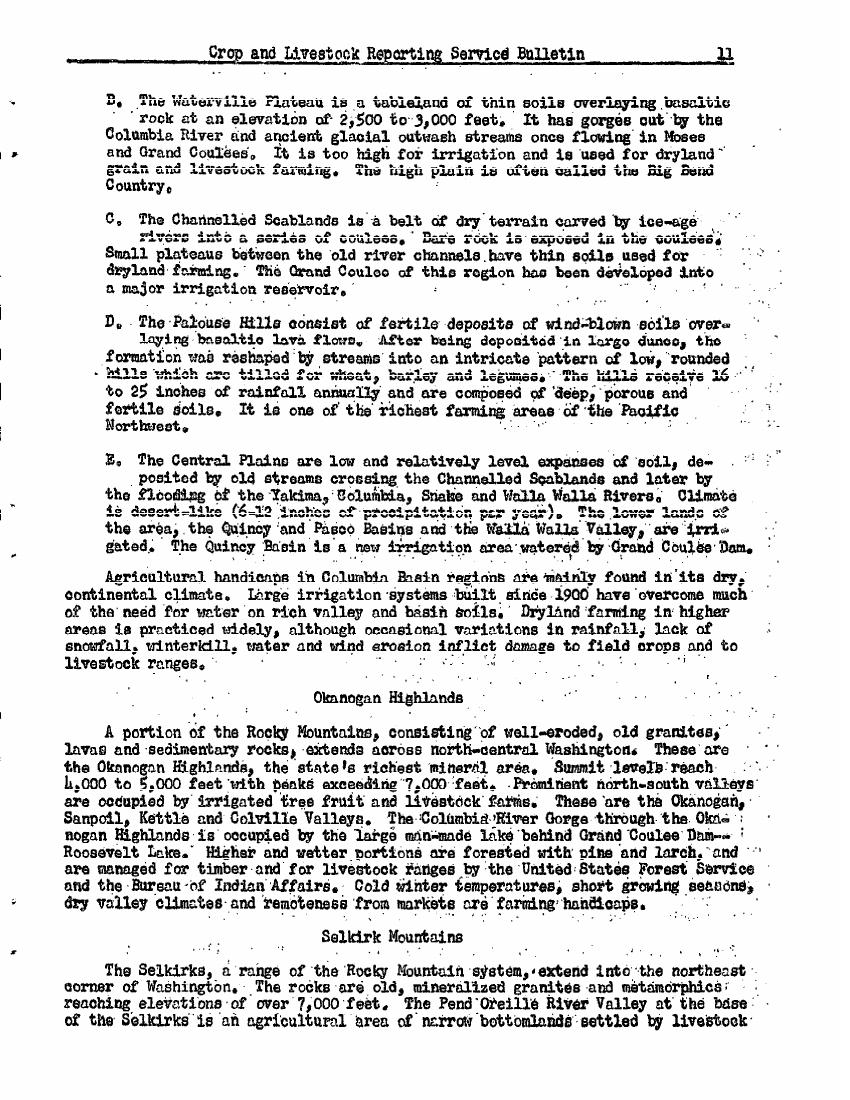 Crop and Livestock Reporting Service Bulletin 11
B. The Waterville Plateau is a tableland of thin soils overlaying basaltic
rock at an elevation of 2,500 to 3,000 feet. It has gorges cut by the
Columbia River and ancient glacial outwash streams once flowing in Moses
and Grand Coulees. It is too high for irrigation and is used for dryland
grain and livestock farming. The high plain is often called the Big Bend
Country.
C. The Channelled Scablands is a belt of dry terrain carved by ice-age
rivers into a series of coulees. Bare rock is exposed in the coulees.
Small plateaus between the old river channels have thin soils used for
dryland farming. The Grand Coulee of this region has been developed into
a major irrigation reservoir.
D. The Palouse Hills consist of fertile deposits of wind-blown soils over-
laying basaltic lava flows. After being deposited in large dunes, the
formation was reshaped by streams into an intricate pattern of low, rounded
hills which are tilled for wheat, barley and legumes. The hills receive 16
to 25 inches of rainfall annually and are composed of deep, porous and
fertile soils. It is one of the richest farming areas of the Pacific
Northwest.
E. The Central Plains are low and relatively level expanses of soil, de-
posited by old streams crossing the Channelled Scablands and later by
the flooding of the Yakima, Columbia, Snake and Walla Walla Rivers. Climate
is desert-like (6-12 inches of precipitation per year). The lower lands of
the area, the Quincy and Pasco Basins and the Walla Walla Valley, are irri-
gated. The Quincy Basin is a new irrigation area watered by Grand Coulee Dam.
Agricultural handicaps in Columbia Basin regions are mainly found in its dry,
continental climate. Large irrigation systems built since 1900 have overcome much
of the need for water on rich valley and basin soils. Dryland farming in higher
areas is practiced widely, although occasional variations in rainfall, lack of
snowfall, winterkill, water and wind erosion inflict damage to field crops and to
livestock ranges.
Okanogan Highlands
A portion of the Rocky Mountains, consisting of well-eroded, old granites,
lavas and sedimentary rocks, extends across north-central Washington. These are
the Okanogan Highlands, the state's richest mineral area. Summit levels reach
4,000 to 5,000 feet with peaks exceeding 7,000 feet. Prominent north-south valleys
are occupied by irrigated tree fruit and livestock farms. These are the Okanogan,
Sanpoil, Kettle and Colville Valleys. The Columbia River Gorge through the Oka-
nogan Highlands is occupied by the large man-made lake behind Grand Coulee Dam--
Roosevelt Lake. Higher and wetter portions are forested with pine and larch, and
are managed for timber and for livestock ranges by the United States Forest Service
and the Bureau of Indian Affairs. Cold winter temperatures, short growing seasons,
dry valley climates and remoteness from markets are farming handicaps.
Selkirk Mountains
The Selkirks, a range of the Rocky Mountain system, extend into the northeast
corner of Washington. The rocks are old, mineralized granites and metamorphics
reaching elevations of over 7,000 feet. The Pend Oreille River Valley at the base
of the Selkirks is an agricultural area of narrow bottomlands settled by livestock